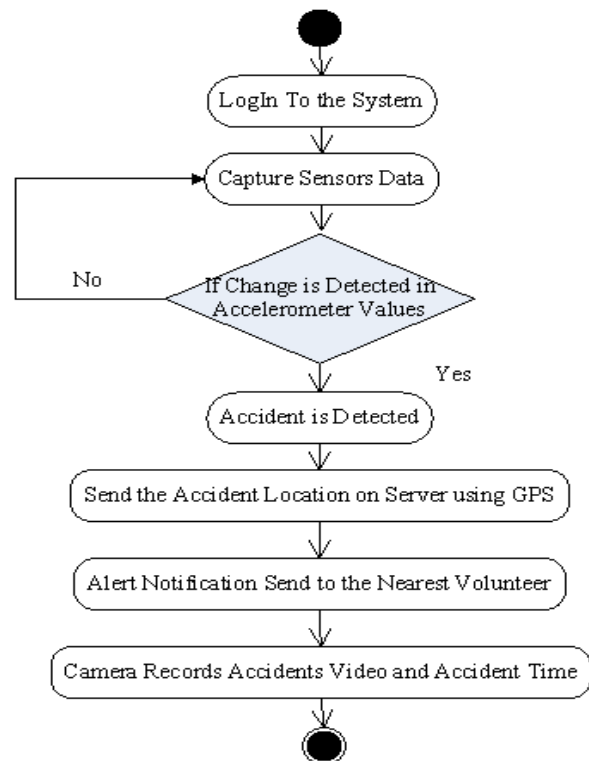 LogIn To the System
Capture Sensors Data
If Change is Detected in
Accelerometer Values
No
Yes
Accident is Detected
Send the Accident Location on Server using GPS
Alert Notification Send to the Nearest Volunteer
Camera Records Accidents Video and Accident Time